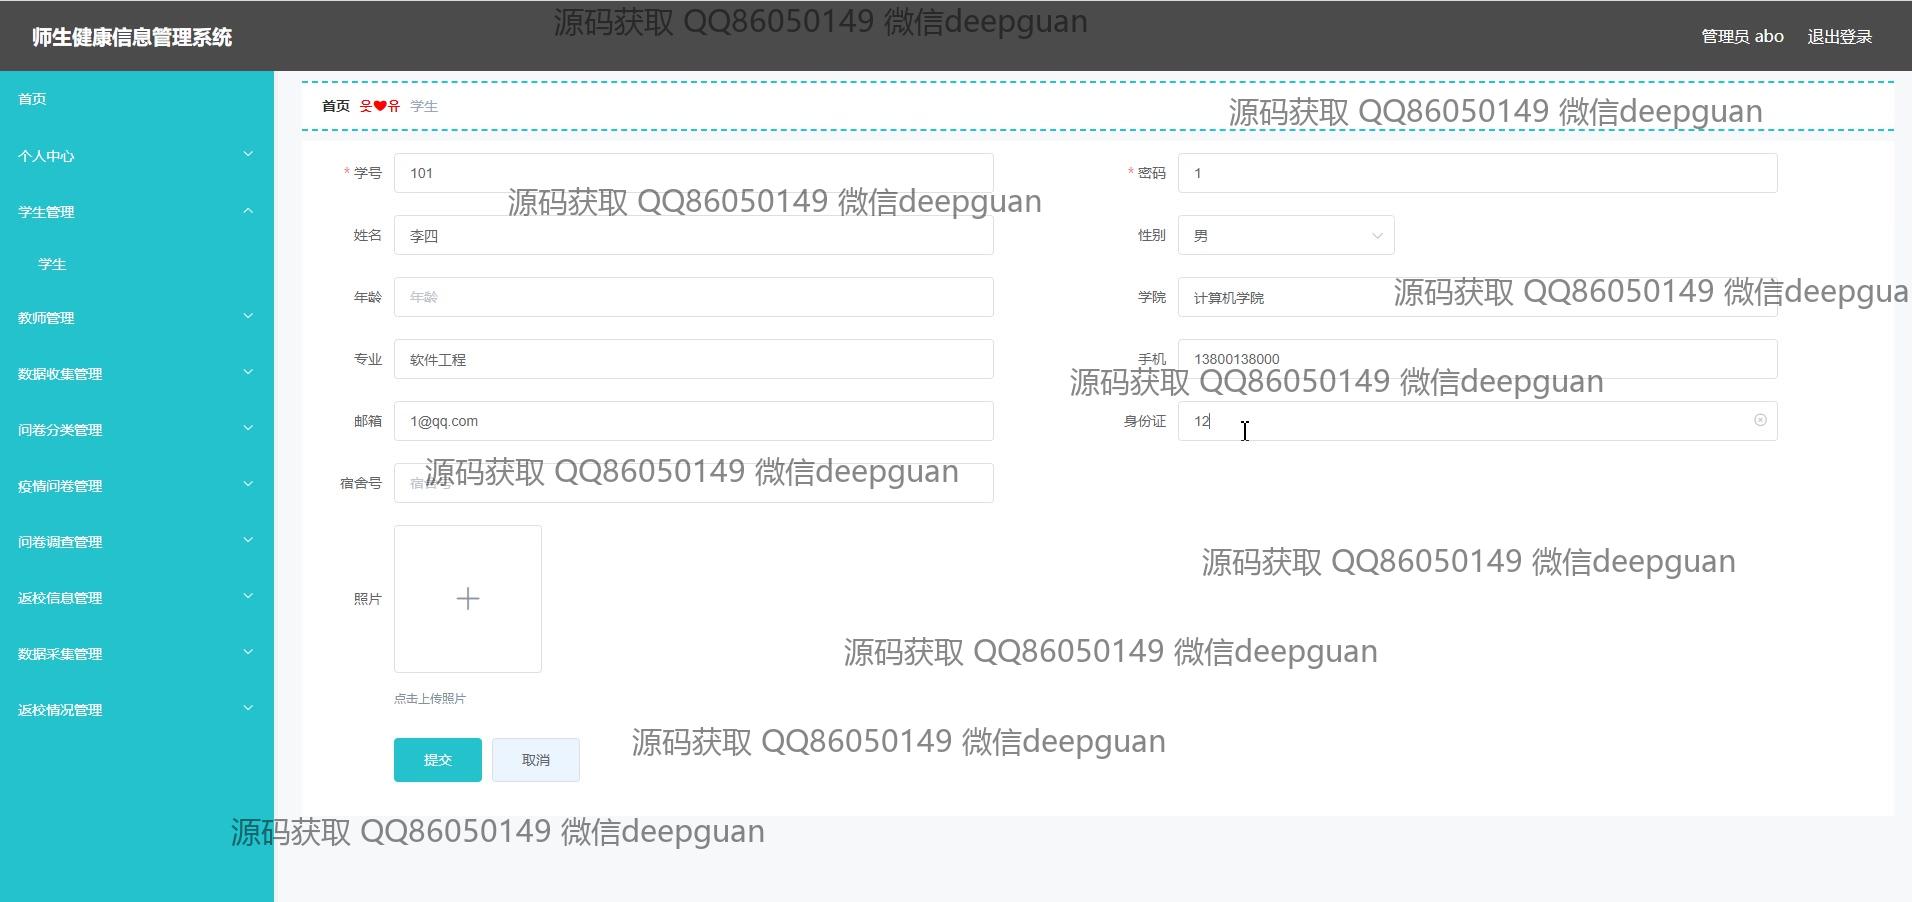 师生健康信息管理系统
源码获取 QQ86050149 微信deepguan
管理员 abo 退出登录
首页
个人中心
学生管理
学生
教师管理
数据收集管理
问卷分类管理
疫情问卷管理
问卷调查管理
返校信息管理
数据采集管理
返校情况管理
首页 웃❤유 学生
源码获取 QQ86050149 微信deepguan
* 学号 101
* 密码 1
源码获取 QQ86050149 微信deepguan
姓名 李四
性别 男
年龄 年龄
学院 计算机学院
源码获取 QQ86050149 微信deepgua
专业 软件工程
手机 13800138000
源码获取 QQ86050149 微信deepguan
邮箱 1@qq.com
身份证 12
宿舍号 宿舍号
源码获取 QQ86050149 微信deepguan
源码获取 QQ86050149 微信deepguan
照片
源码获取 QQ86050149 微信deepguan
点击上传照片
源码获取 QQ86050149 微信deepguan
提交 取消
源码获取 QQ86050149 微信deepguan